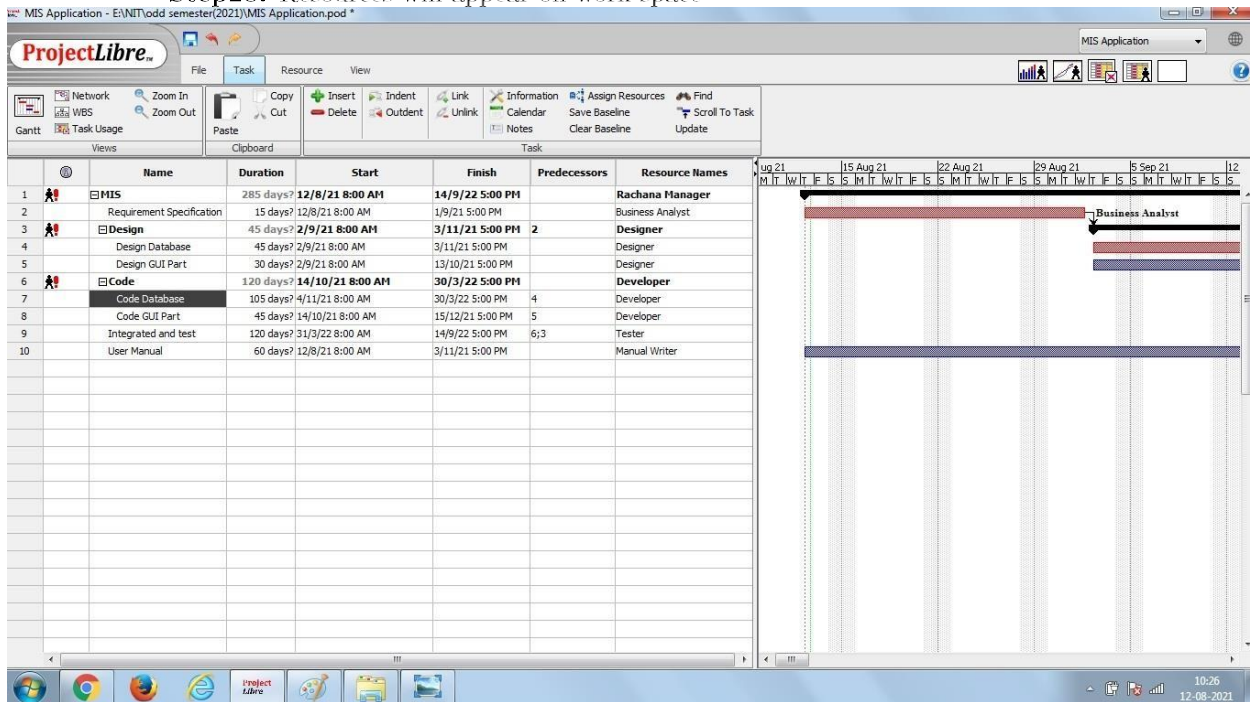 Step25: Resources will appear on work space
MIS Application - E:\NIT\odd semester(2021)\MIS Application.pod *
ProjectLibre™
MIS Application
File Task Resource View
Network Zoom In Copy Insert Indent Link Information Assign Resources Find
WBS Zoom Out Cut Delete Outdent Unlink Calendar Save Baseline Scroll To Task
Gantt Task Usage Paste Notes Clear Baseline Update
Views Clipboard Task
Name Duration Start Finish Predecessors Resource Names
ug 21 15 Aug 21 22 Aug 21 29 Aug 21 5 Sep 21 12
M T W T F S S M T W T F S S M T W T F S S M T W T F S S M T W T F S S
1 MIS 285 days? 12/8/21 8:00 AM 14/9/22 5:00 PM Rachana Manager
2 Requirement Specification 15 days? 12/8/21 8:00 AM 1/9/21 5:00 PM Business Analyst
Business Analyst
3 Design 45 days? 2/9/21 8:00 AM 3/11/21 5:00 PM 2 Designer
4 Design Database 45 days? 2/9/21 8:00 AM 3/11/21 5:00 PM Designer
5 Design GUI Part 30 days? 2/9/21 8:00 AM 13/10/21 5:00 PM Designer
6 Code 120 days? 14/10/21 8:00 AM 30/3/22 5:00 PM Developer
7 Code Database 105 days? 4/11/21 8:00 AM 30/3/22 5:00 PM 4 Developer
8 Code GUI Part 45 days? 14/10/21 8:00 AM 15/12/21 5:00 PM 5 Developer
9 Integrated and test 120 days? 31/3/22 8:00 AM 14/9/22 5:00 PM 6;3 Tester
10 User Manual 60 days? 12/8/21 8:00 AM 3/11/21 5:00 PM Manual Writer
Project Libre
10:26
12-08-2021